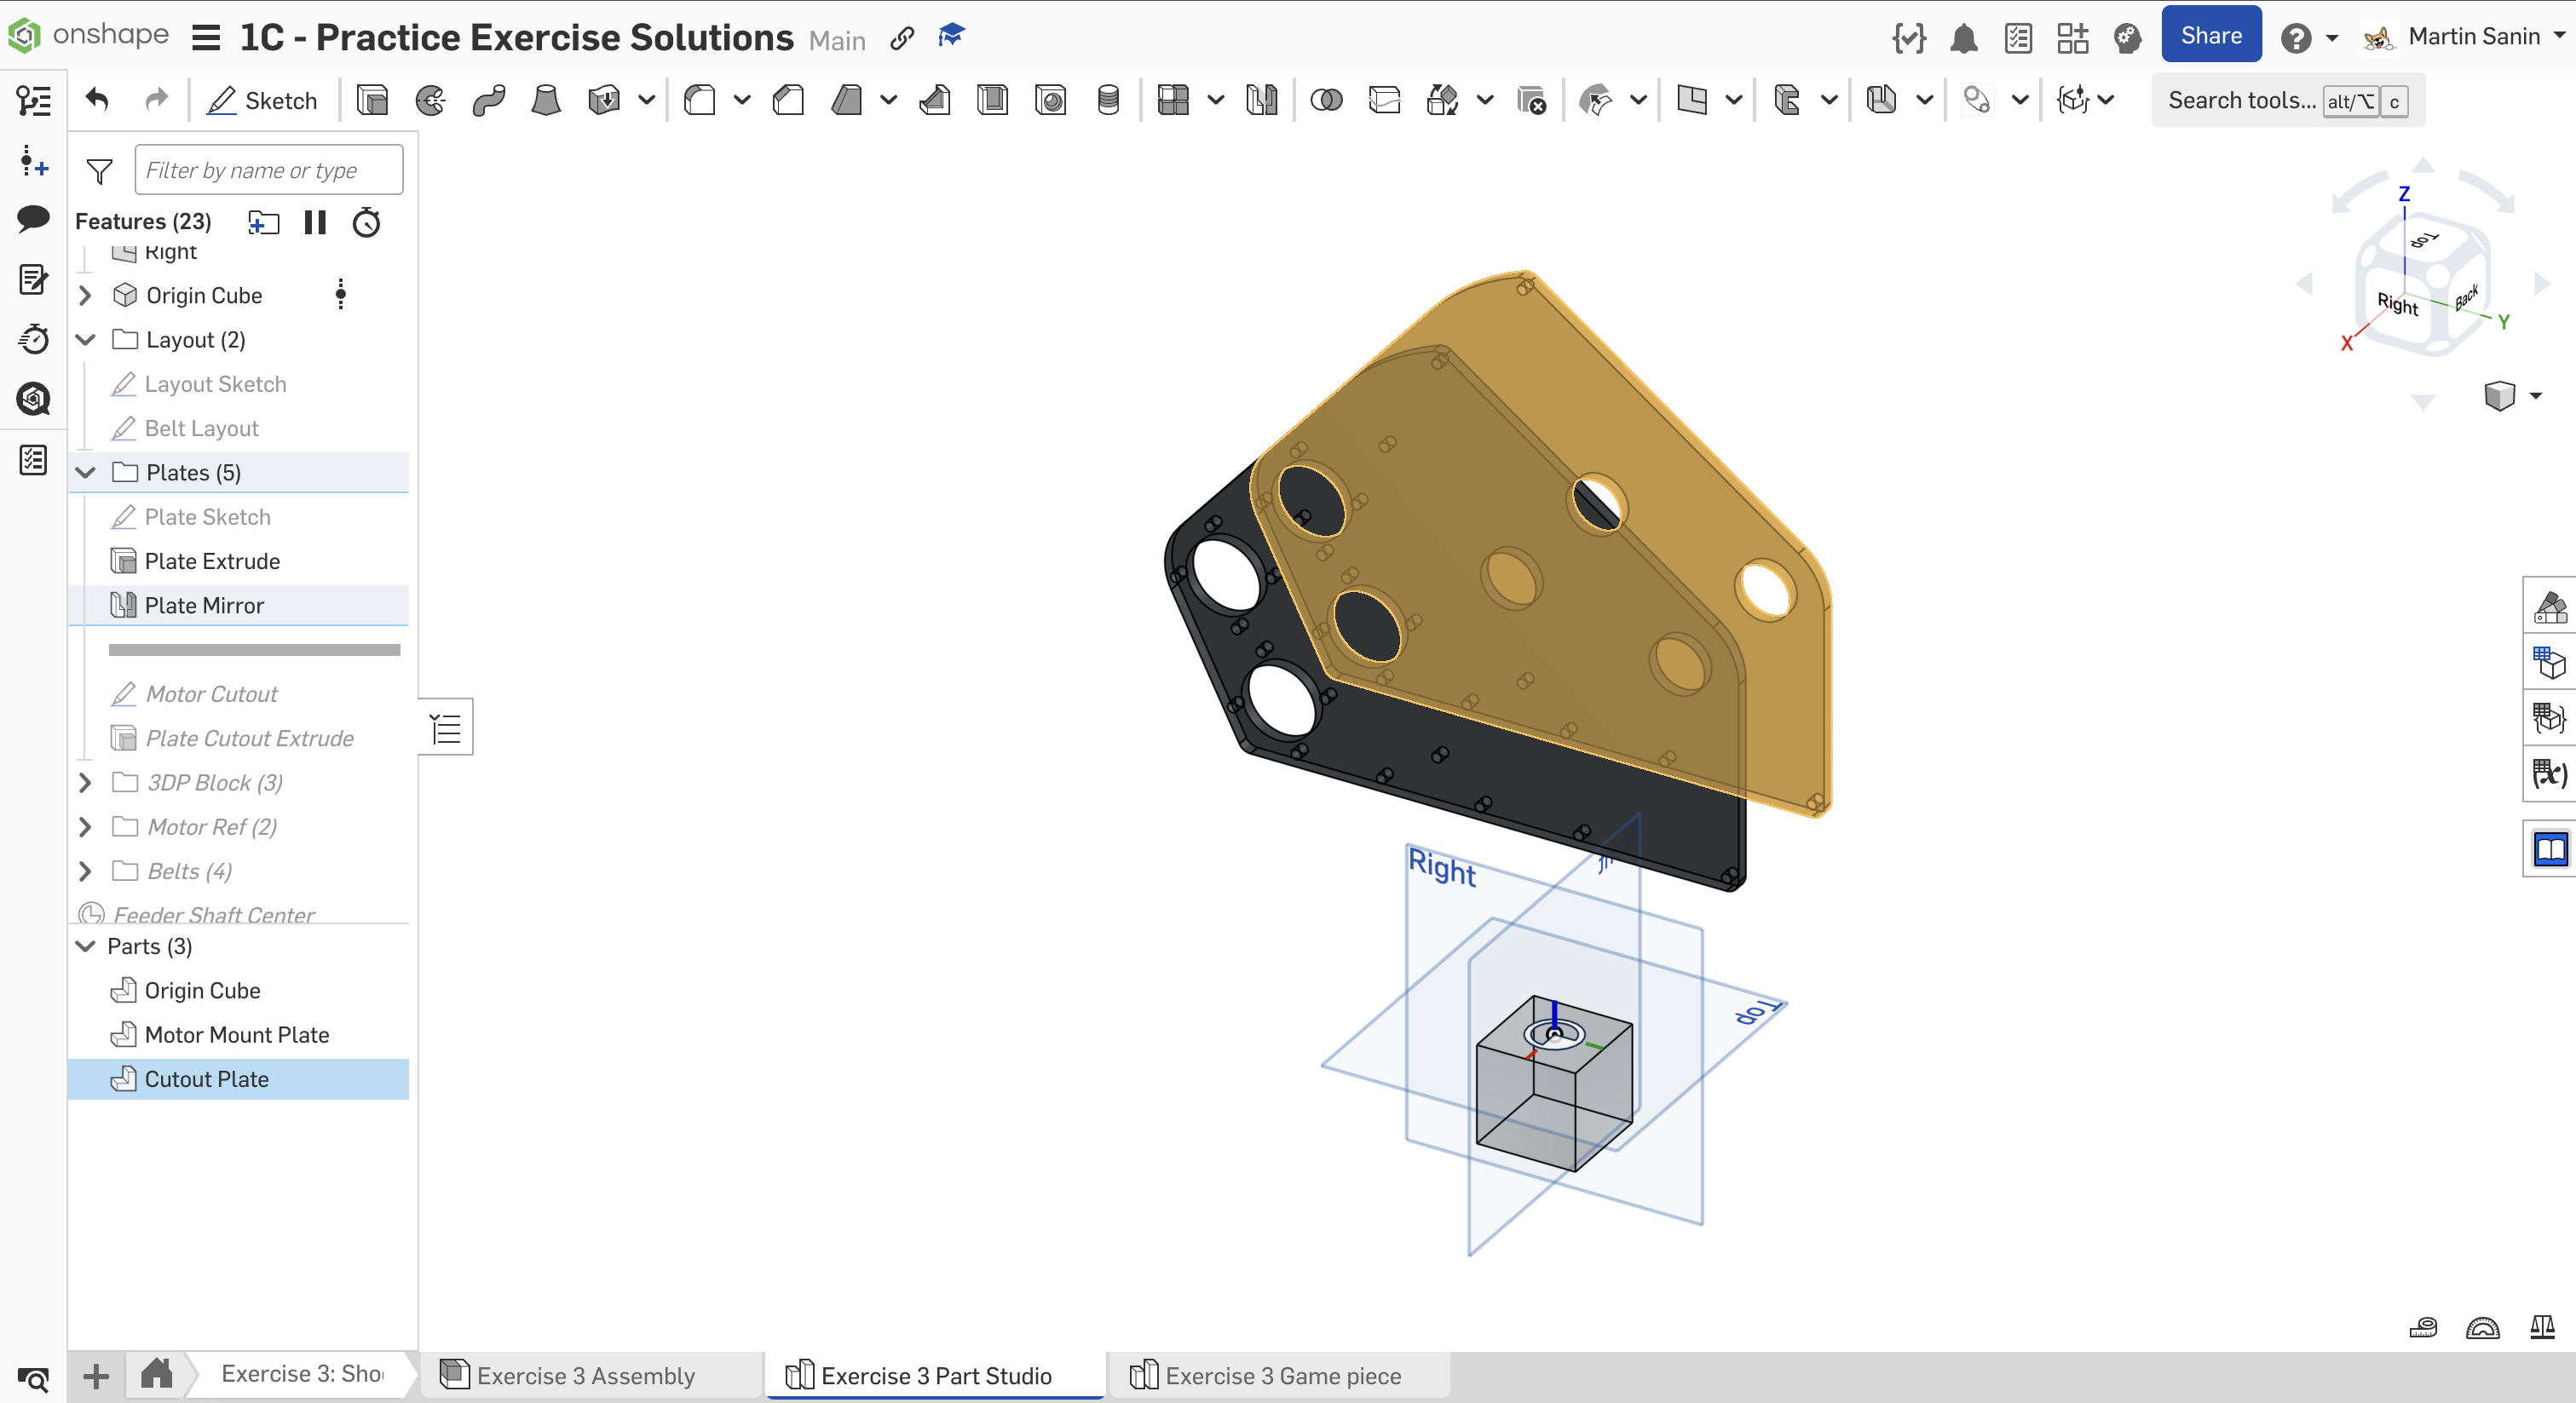 onshape 1C - Practice Exercise Solutions Main Share Martin Sanin
Sketch Search tools... alt/⌥ c
Filter by name or type
Features (23)
Right
Origin Cube
Layout (2)
Layout Sketch
Belt Layout
Plates (5)
Plate Sketch
Plate Extrude
Plate Mirror
Motor Cutout
Plate Cutout Extrude
3DP Block (3)
Motor Ref (2)
Belts (4)
Feeder Shaft Center
Parts (3)
Origin Cube
Motor Mount Plate
Cutout Plate
Z
Top
Right Back
Y
X
Right
Top
Exercise 3: Sho
Exercise 3 Assembly
Exercise 3 Part Studio
Exercise 3 Game piece